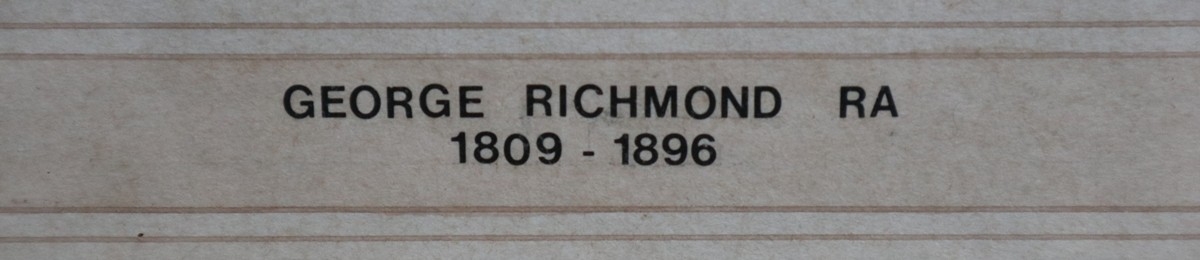 GEORGE RICHMOND RA
1809 - 1896